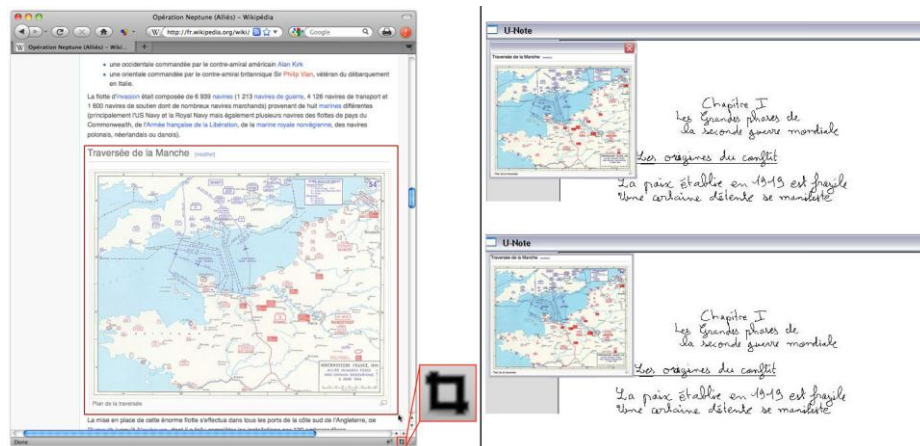 Opération Neptune (Alliés) – Wikipédia
http://fr.wikipedia.org/wiki/
Google
Opération Neptune (Alliés) – Wiki...
une occidentale commandée par le contre-amiral américain Alan Kirk
une orientale commandée par le contre-amiral britannique Sir Philip Vian, vétéran du débarquement
en Italie.
La flotte d'invasion était composée de 6 939 navires (1 213 navires de guerre, 4 126 navires de transport et
1 600 navires de soutien dont de nombreux navires marchands) provenant de huit marines différentes
(principalement l'US Navy et la Royal Navy mais également plusieurs navires des flottes de pays du
Commonwealth, de l'Armée française de la Libération, de la marine royale norvégienne, des navires
polonais, néerlandais ou danois).
Traversée de la Manche [modifier]
54
Plan de la traversée
La mise en place de cette énorme flotte s'effectua dans tous les ports de la côte sud de l'Angleterre, de
Done
U-Note
Traversée de la Manche
Chapitre I
Les Grandes phases de
la seconde guerre mondiale
Les origines du conflit
La paix établie en 1919 est fragile
Une certaine détente se manifeste
U-Note
Traversée de la Manche
Chapitre I
Les Grandes phases de
la seconde guerre mondiale
Les origines du conflit
La paix établie en 1919 est fragile
Une certaine détente se manifeste